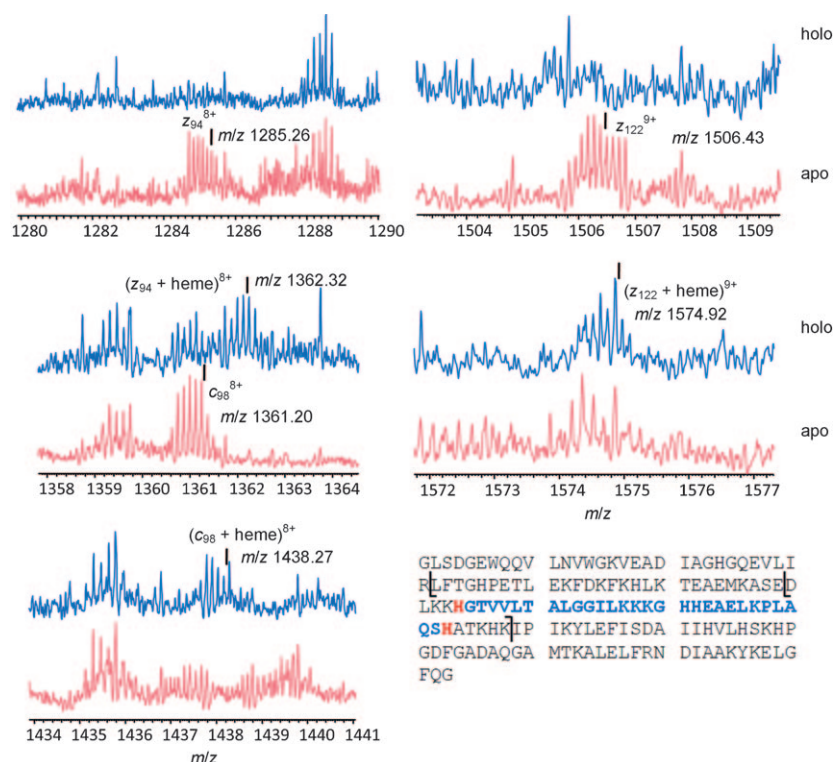 holo
z94 8+
m/z 1285.26
z122 9+
m/z 1506.43
apo
1280 1282 1284 1286 1288 1290
1504 1505 1506 1507 1508 1509
(z94 + heme)8+
m/z 1362.32
(z122 + heme)9+
m/z 1574.92
holo
c98 8+
m/z 1361.20
apo
1358 1359 1360 1361 1362 1363 1364
1572 1573 1574 1575 1576 1577
m/z
(c98 + heme)8+
m/z 1438.27
GLSDGEWQQV LNVWGKVEAD IAGHGQEVLI
RLFTGHPETL EKFDKFKHLK TEAEMKASED
LKKHGTVVLT ALGGILKKKG HHEAELKPLA
QSHATKHKIP IKYLEFISDA IIHVLHSKHP
GDFGADAQGA MTKALELFRN DIAAKYKELG
FQG
1434 1435 1436 1437 1438 1439 1440 1441
m/z